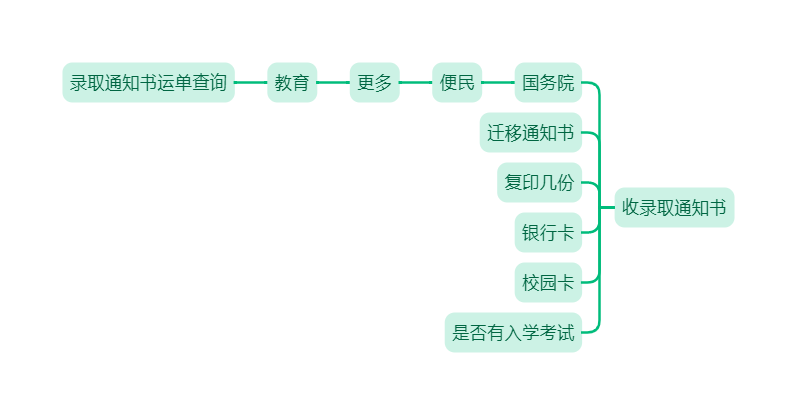 录取通知书运单查询
教育
更多
便民
国务院
迁移通知书
复印几份
收录取通知书
银行卡
校园卡
是否有入学考试